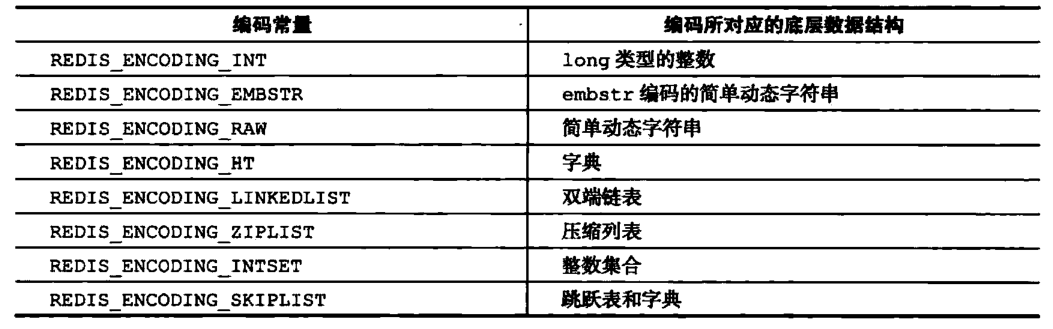 编码常量 编码所对应的底层数据结构
REDIS_ENCODING_INT long 类型的整数
REDIS_ENCODING_EMBSTR embstr 编码的简单动态字符串
REDIS_ENCODING_RAW 简单动态字符串
REDIS_ENCODING_HT 字典
REDIS_ENCODING_LINKEDLIST 双端链表
REDIS_ENCODING_ZIPLIST 压缩列表
REDIS_ENCODING_INTSET 整数集合
REDIS_ENCODING_SKIPLIST 跳跃表和字典